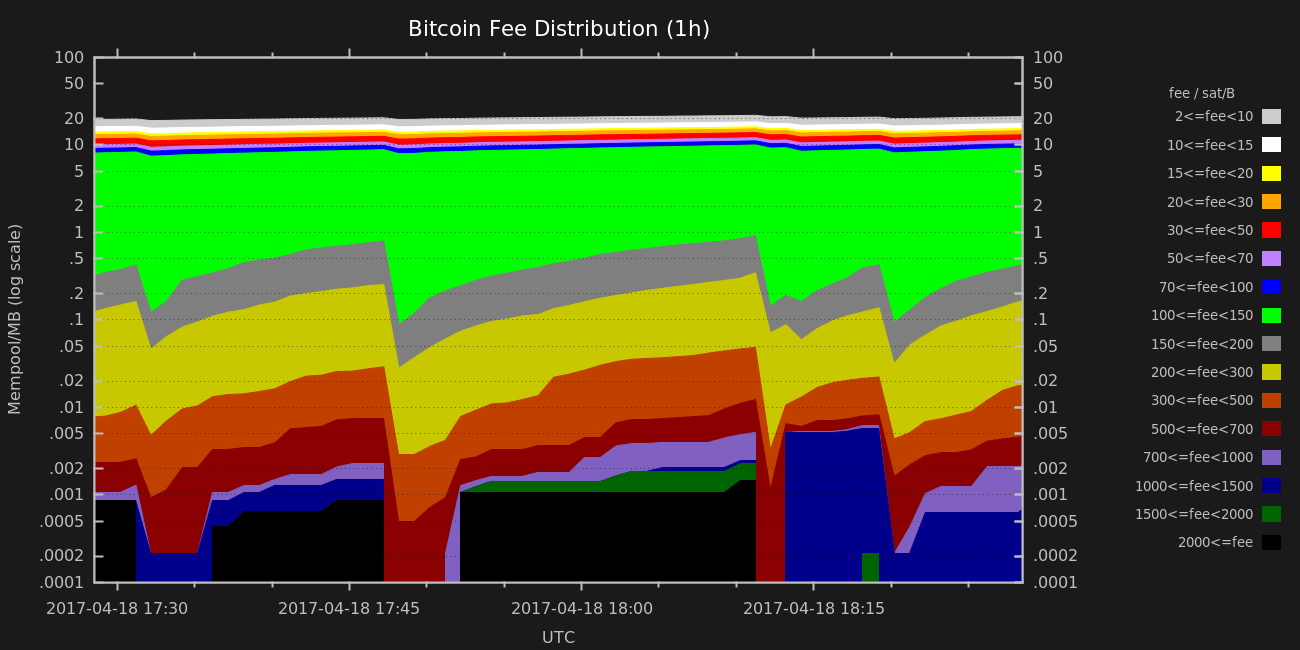 Bitcoin Fee Distribution (1h)
100 100
50 50
20 20
10 10
5 5
2 2
1 1
.5 .5
.2 .2
.1 .1
.05 .05
.02 .02
.01 .01
.005 .005
.002 .002
.001 .001
.0005 .0005
.0002 .0002
.0001 .0001
Mempool/MB (log scale)
2017-04-18 17:30 2017-04-18 17:45 2017-04-18 18:00 2017-04-18 18:15
UTC
fee / sat/B
2<=fee<10
10<=fee<15
15<=fee<20
20<=fee<30
30<=fee<50
50<=fee<70
70<=fee<100
100<=fee<150
150<=fee<200
200<=fee<300
300<=fee<500
500<=fee<700
700<=fee<1000
1000<=fee<1500
1500<=fee<2000
2000<=fee